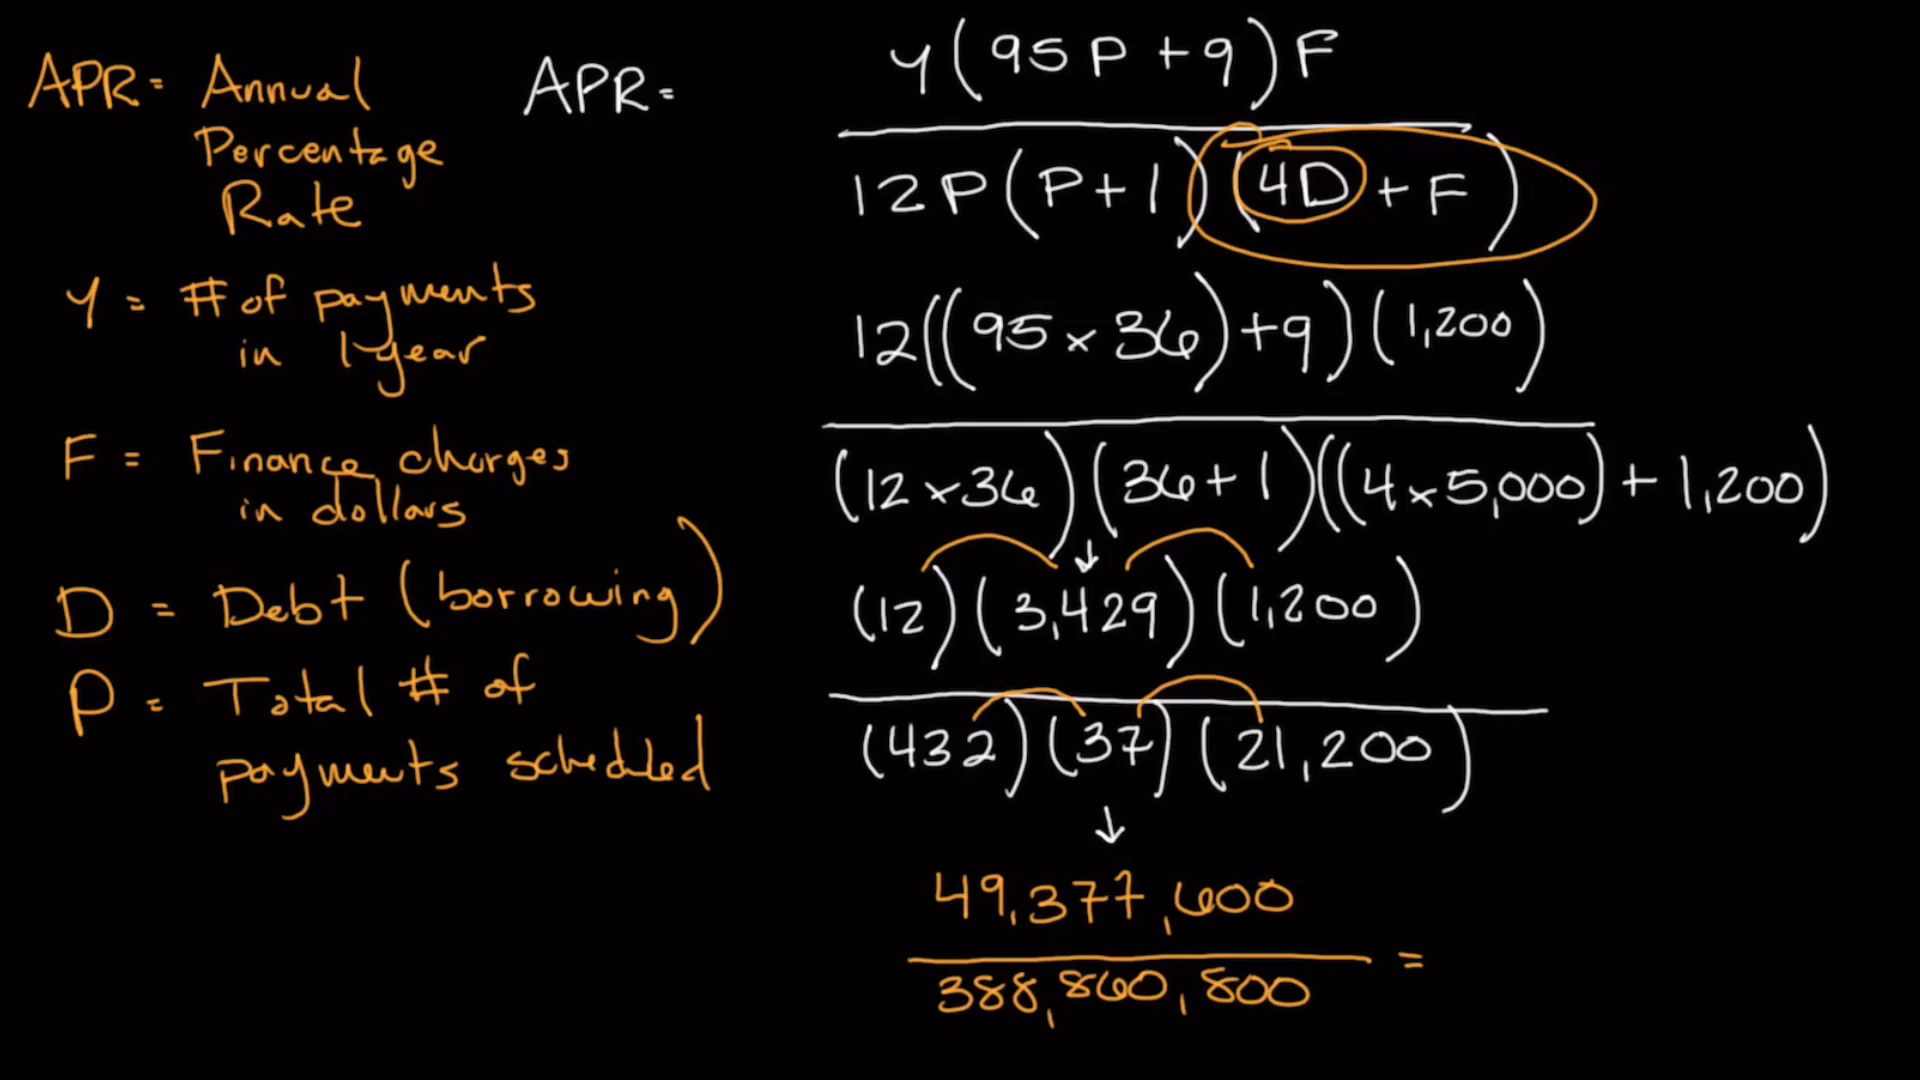 APR = Annual
Percentage
Rate
Y = # of payments
in 1-year
F = Finance charges
in dollars
D = Debt (borrowing)
P = Total # of
payments scheduled
APR =
Y(95P+9)F
12P(P+1)(4D+F)
12((95×36)+9)(1,200)
(12×36)(36+1)((4×5,000)+1,200)
↓
(12)(3,429)(1,200)
(432)(37)(21,200)
↓
49,377,600
388,860,800 =